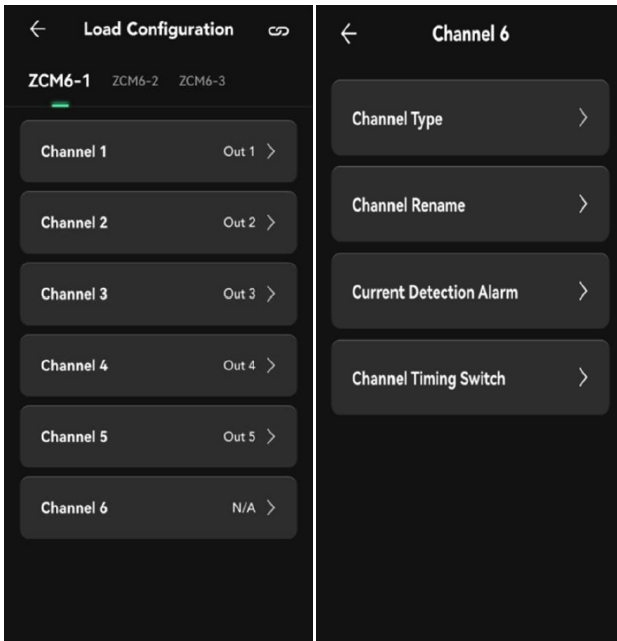 Load Configuration
ZCM6-1 ZCM6-2 ZCM6-3
Channel 1 Out 1
Channel 2 Out 2
Channel 3 Out 3
Channel 4 Out 4
Channel 5 Out 5
Channel 6 N/A
Channel 6
Channel Type
Channel Rename
Current Detection Alarm
Channel Timing Switch